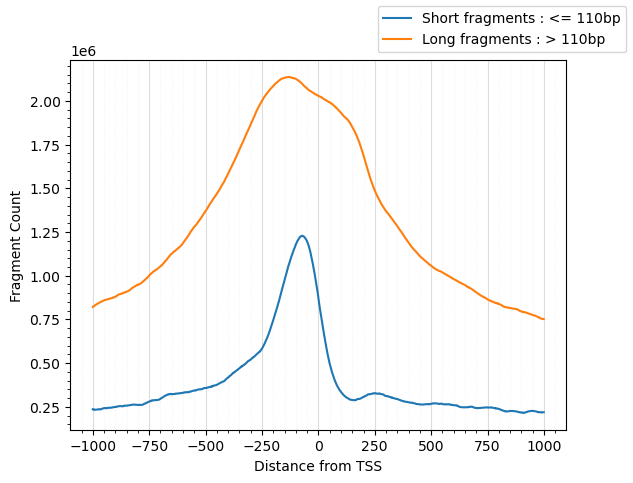 Short fragments : <= 110bp
Long fragments : > 110bp
1e6
2.00
1.75
1.50
1.25
1.00
0.75
0.50
0.25
Fragment Count
−1000 −750 −500 −250 0 250 500 750 1000
Distance from TSS